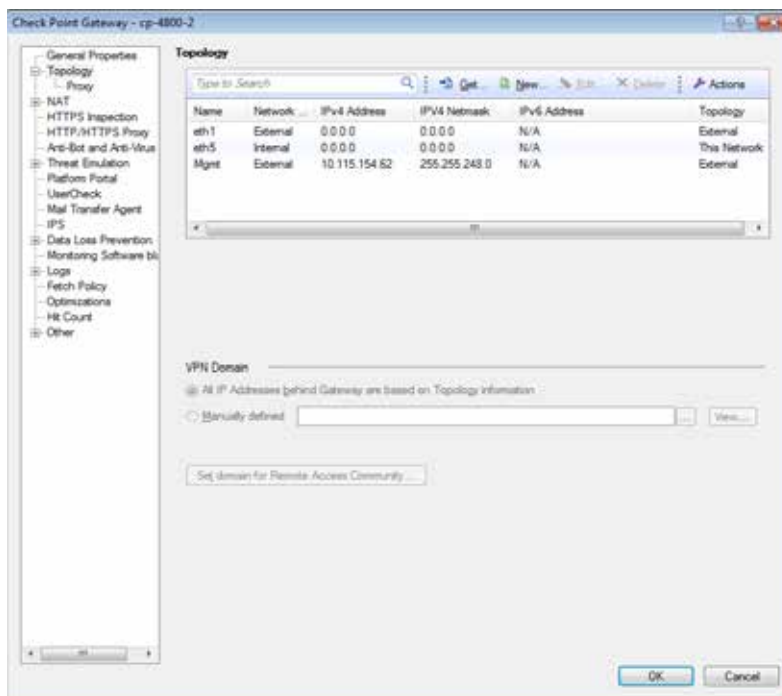 Check Point Gateway - cp-4800-2
General Properties
Topology
Proxy
NAT
HTTPS Inspection
HTTP/HTTPS Proxy
Anti-Bot and Anti-Virus
Threat Emulation
Platform Portal
UserCheck
Mail Transfer Agent
IPS
Data Loss Prevention
Monitoring Software bl
Logs
Fetch Policy
Optimizations
Hit Count
Other
Topology
Type to Search Get... New... Edit... Delete Actions
Name Network ... IPv4 Address IPV4 Netmask IPv6 Address Topology
eth1 External 0.0.0.0 0.0.0.0 N/A External
eth5 Internal 0.0.0.0 0.0.0.0 N/A This Network
Mgmt External 10.115.154.62 255.255.248.0 N/A External
VPN Domain
All IP Addresses behind Gateway are based on Topology information
Manually defined ... View...
Set domain for Remote Access Community ...
OK Cancel